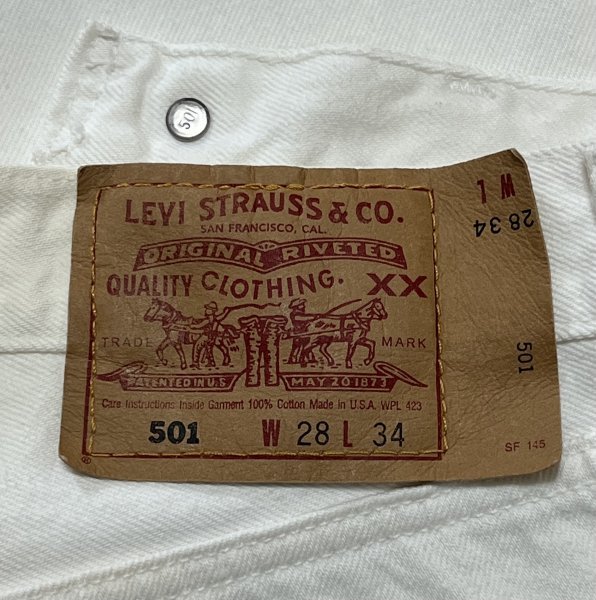 501
LEVI STRAUSS & CO.
SAN FRANCISCO, CAL.
ORIGINAL RIVETED
QUALITY CLOTHING. XX
TRADE MARK
PATENTED IN U.S. MAY 20 1873
Care Instructions Inside Garment 100% Cotton Made in U.S.A. WPL 423
501 W 28 L 34
®
W L
28 34
501
SF 145